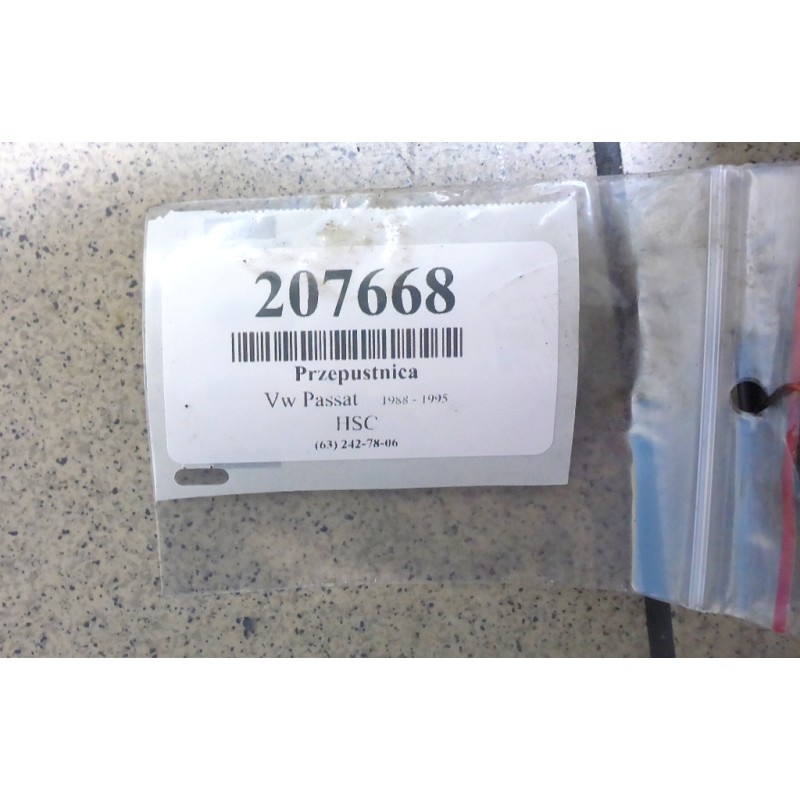 207668
Przepustnica
Vw Passat 1988 - 1995
HSC
(63) 242-78-06